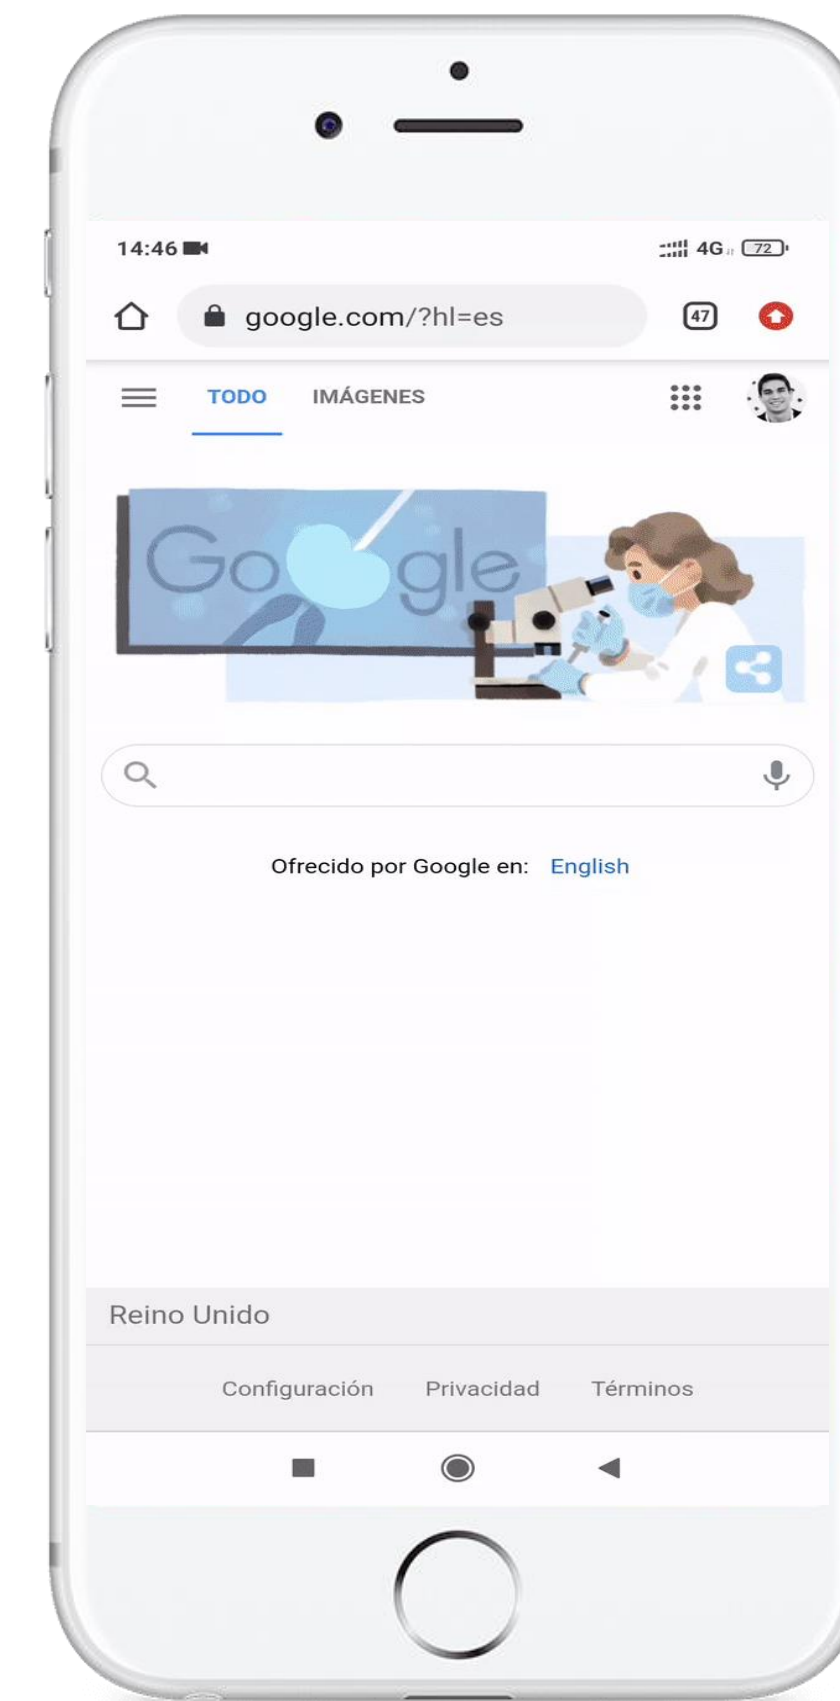 14:46 4G 72
google.com/?hl=es 47
TODO IMÁGENES
Google
Ofrecido por Google en: English
Reino Unido
Configuración Privacidad Términos